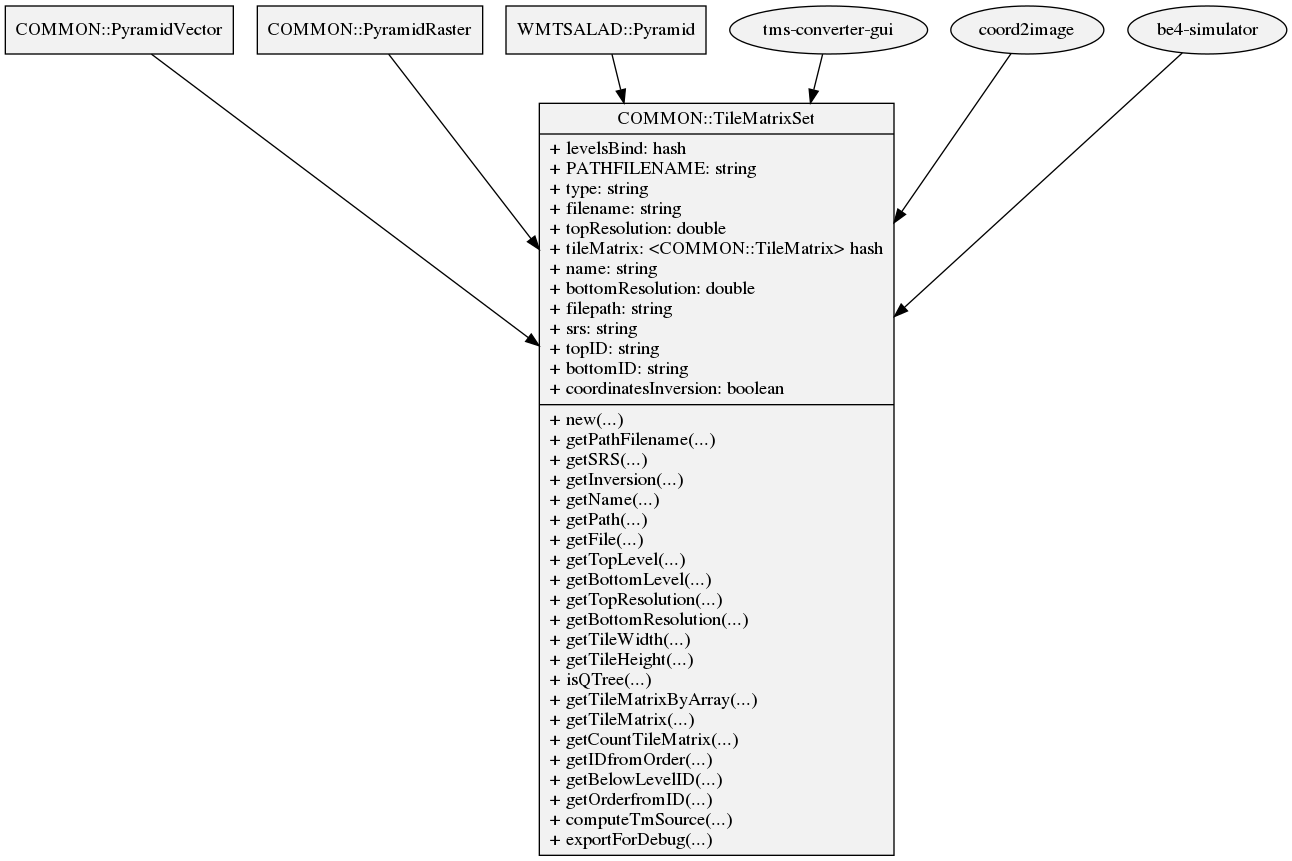 COMMON::PyramidVector
COMMON::PyramidRaster
WMTSALAD::Pyramid
tms-converter-gui
coord2image
be4-simulator
COMMON::TileMatrixSet
+ levelsBind: hash
+ PATHFILENAME: string
+ type: string
+ filename: string
+ topResolution: double
+ tileMatrix: <COMMON::TileMatrix> hash
+ name: string
+ bottomResolution: double
+ filepath: string
+ srs: string
+ topID: string
+ bottomID: string
+ coordinatesInversion: boolean
+ new(...)
+ getPathFilename(...)
+ getSRS(...)
+ getInversion(...)
+ getName(...)
+ getPath(...)
+ getFile(...)
+ getTopLevel(...)
+ getBottomLevel(...)
+ getTopResolution(...)
+ getBottomResolution(...)
+ getTileWidth(...)
+ getTileHeight(...)
+ isQTree(...)
+ getTileMatrixByArray(...)
+ getTileMatrix(...)
+ getCountTileMatrix(...)
+ getIDfromOrder(...)
+ getBelowLevelID(...)
+ getOrderfromID(...)
+ computeTmSource(...)
+ exportForDebug(...)